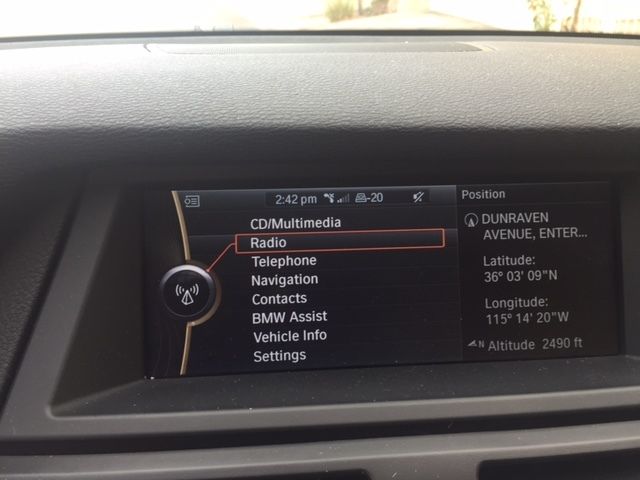 2:42 pm
-20
CD/Multimedia
Radio
Telephone
Navigation
Contacts
BMW Assist
Vehicle Info
Settings
Position
DUNRAVEN
AVENUE, ENTER...
Latitude:
36° 03' 09"N
Longitude:
115° 14' 20"W
N Altitude 2490 ft